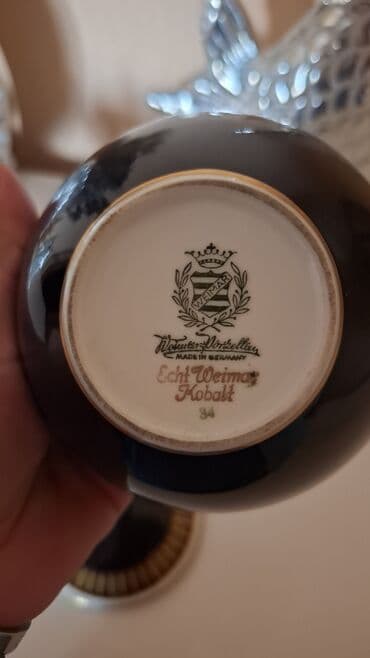 WEIMAR
Weimar Porzellan
MADE IN GERMANY
Echt Weimar
Kobalt
34